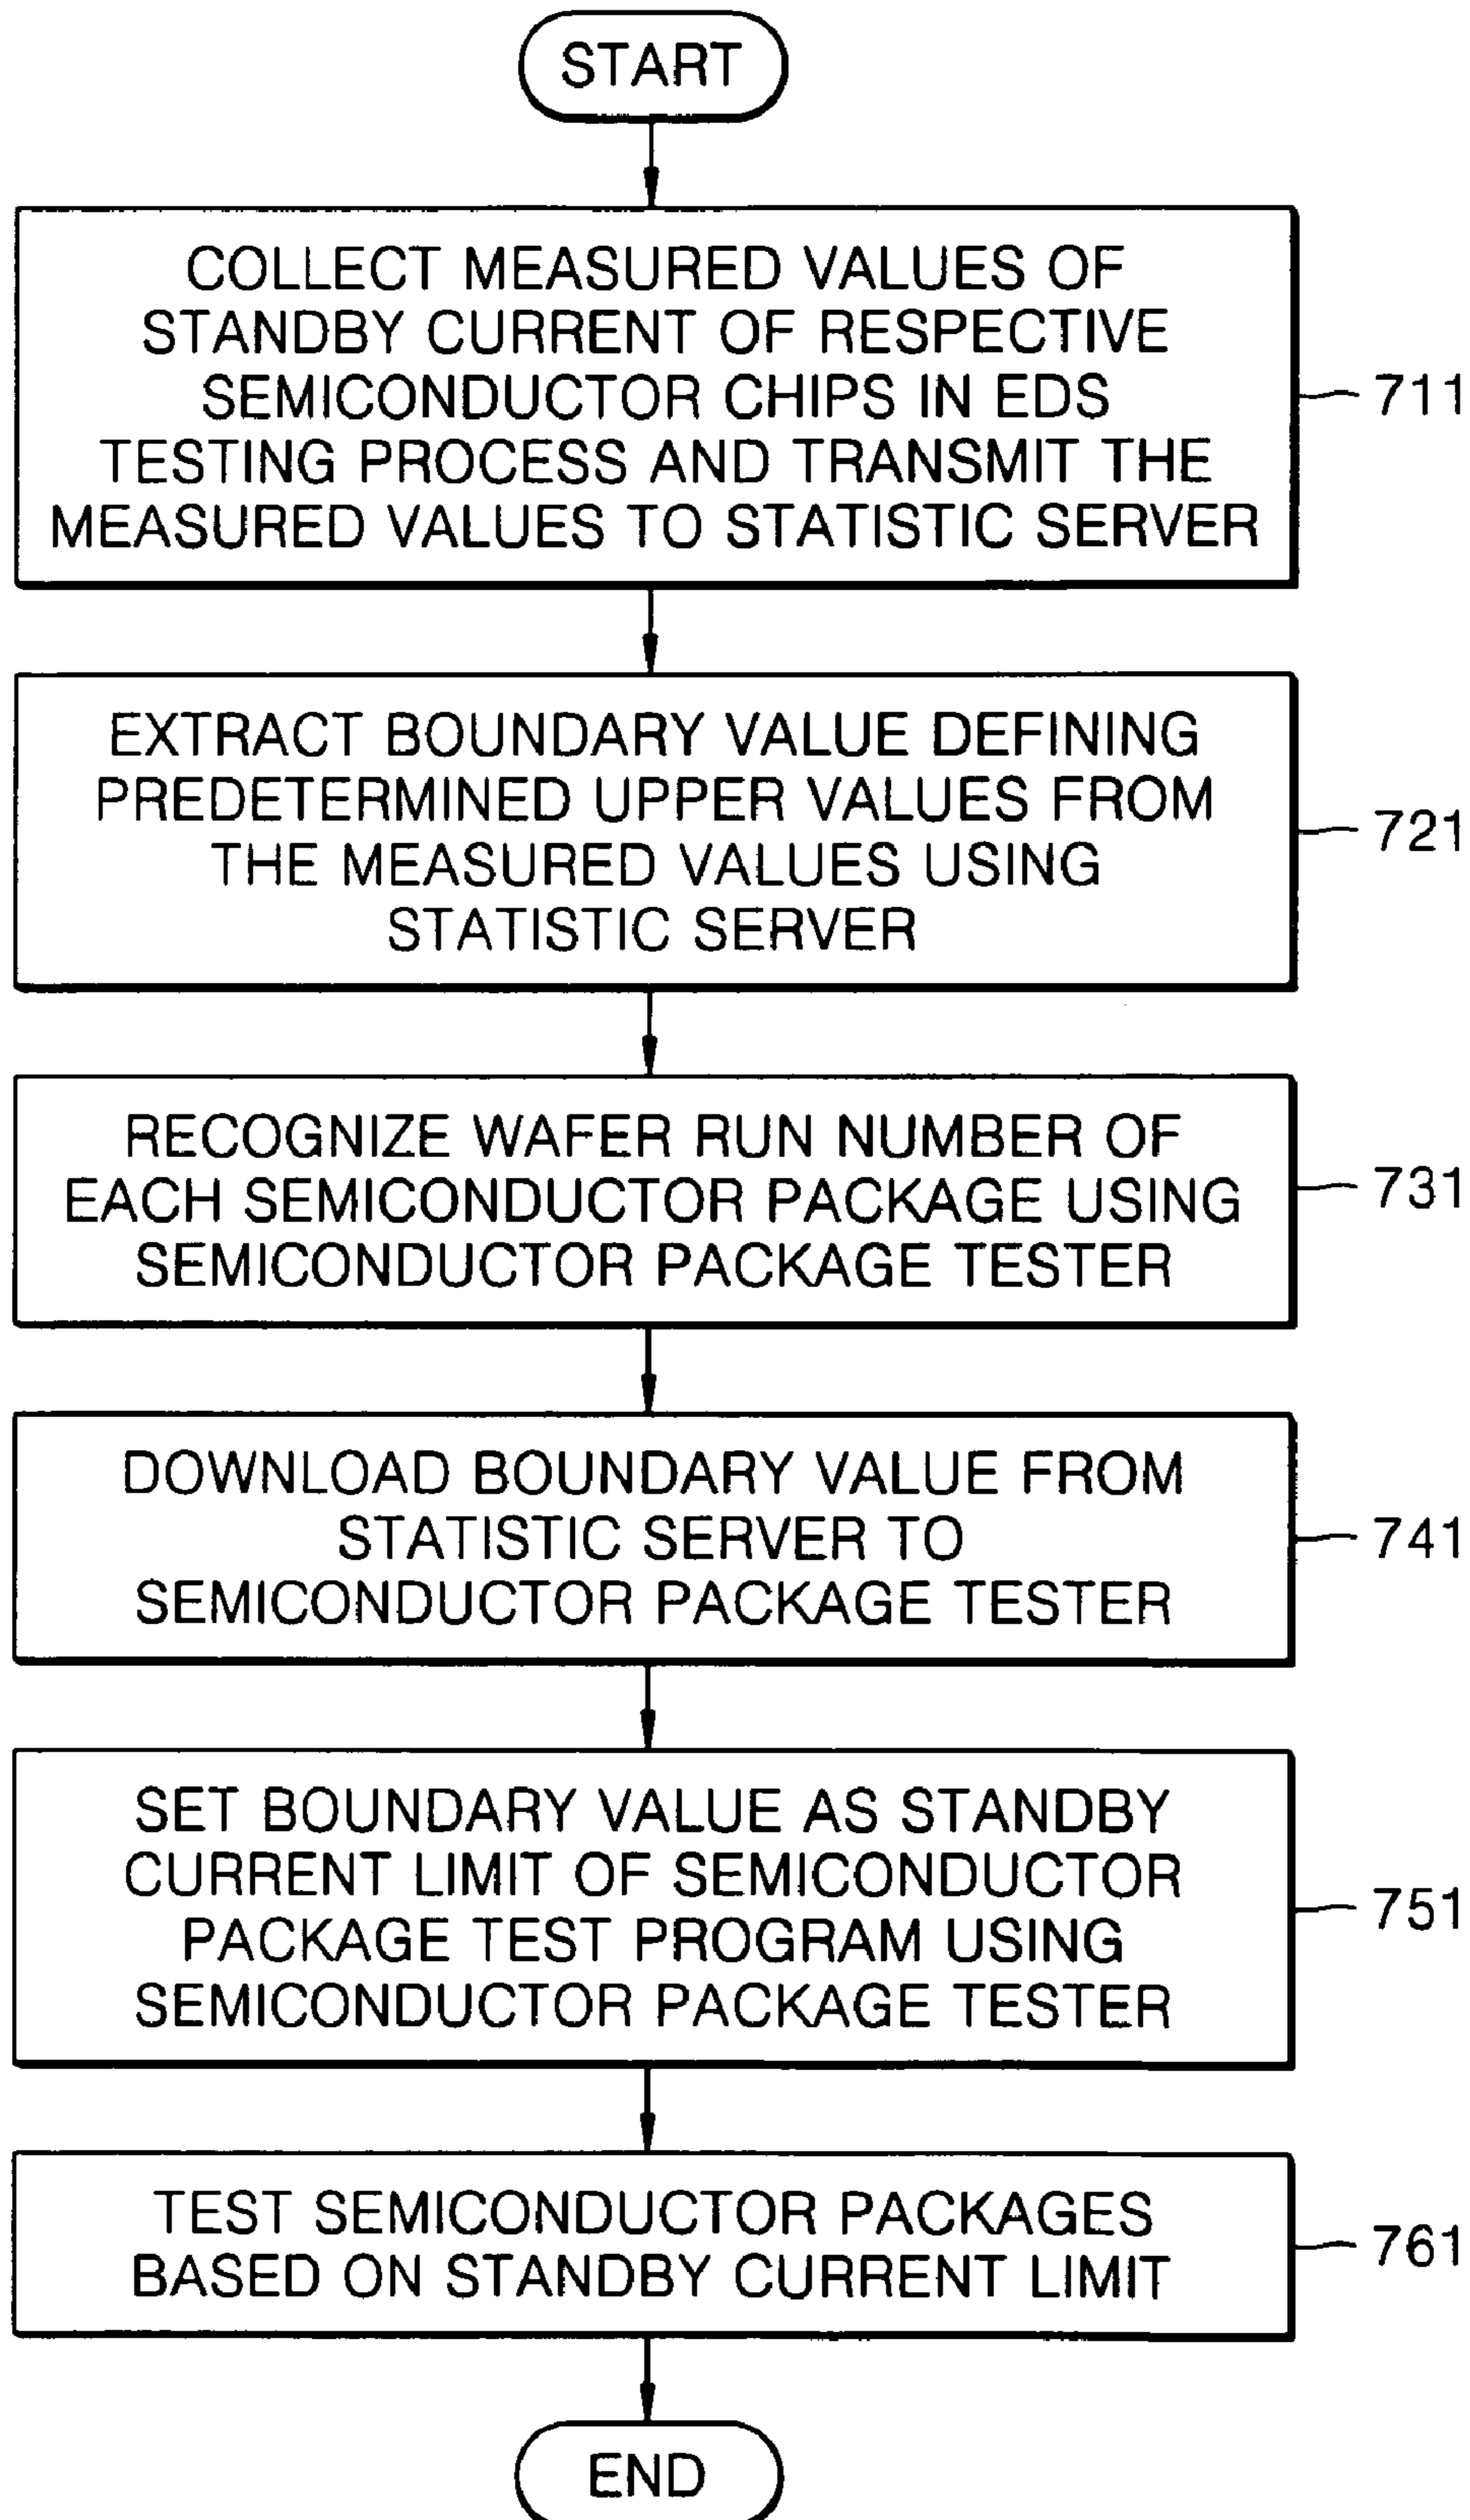 START
COLLECT MEASURED VALUES OF
STANDBY CURRENT OF RESPECTIVE
SEMICONDUCTOR CHIPS IN EDS
TESTING PROCESS AND TRANSMIT THE
MEASURED VALUES TO STATISTIC SERVER
711
EXTRACT BOUNDARY VALUE DEFINING
PREDETERMINED UPPER VALUES FROM
THE MEASURED VALUES USING
STATISTIC SERVER
721
RECOGNIZE WAFER RUN NUMBER OF
EACH SEMICONDUCTOR PACKAGE USING
SEMICONDUCTOR PACKAGE TESTER
731
DOWNLOAD BOUNDARY VALUE FROM
STATISTIC SERVER TO
SEMICONDUCTOR PACKAGE TESTER
741
SET BOUNDARY VALUE AS STANDBY
CURRENT LIMIT OF SEMICONDUCTOR
PACKAGE TEST PROGRAM USING
SEMICONDUCTOR PACKAGE TESTER
751
TEST SEMICONDUCTOR PACKAGES
BASED ON STANDBY CURRENT LIMIT
761
END